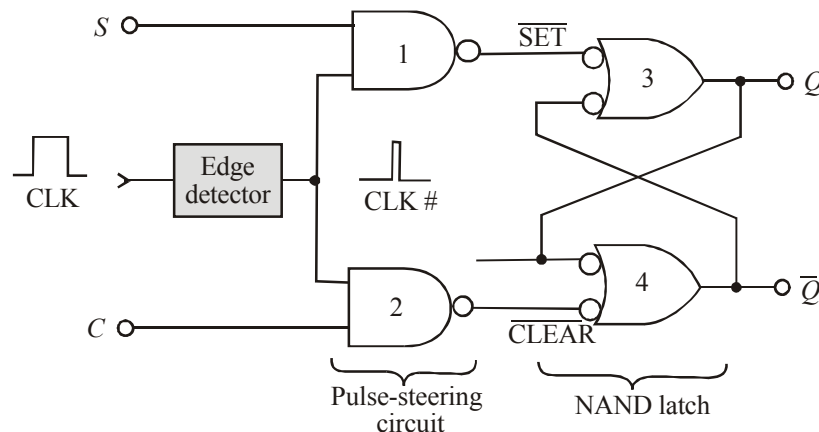 S
1
SET
3
Q
CLK
Edge
detector
CLK #
C
2
CLEAR
4
Q
Pulse-steering
circuit
NAND latch